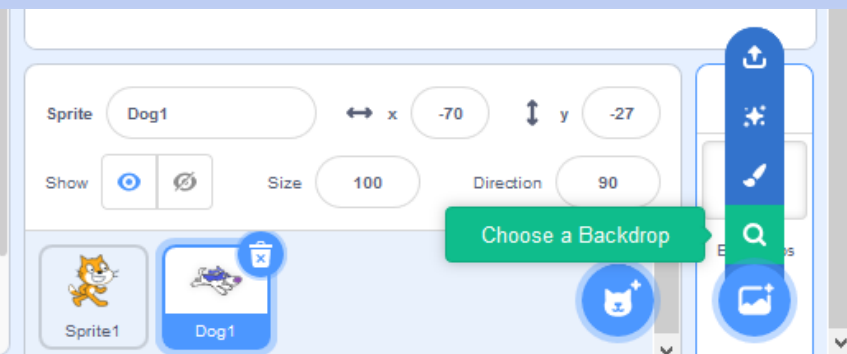 Sprite Dog1 x -70 y -27
Show Size 100 Direction 90
Choose a Backdrop
Sprite1 Dog1